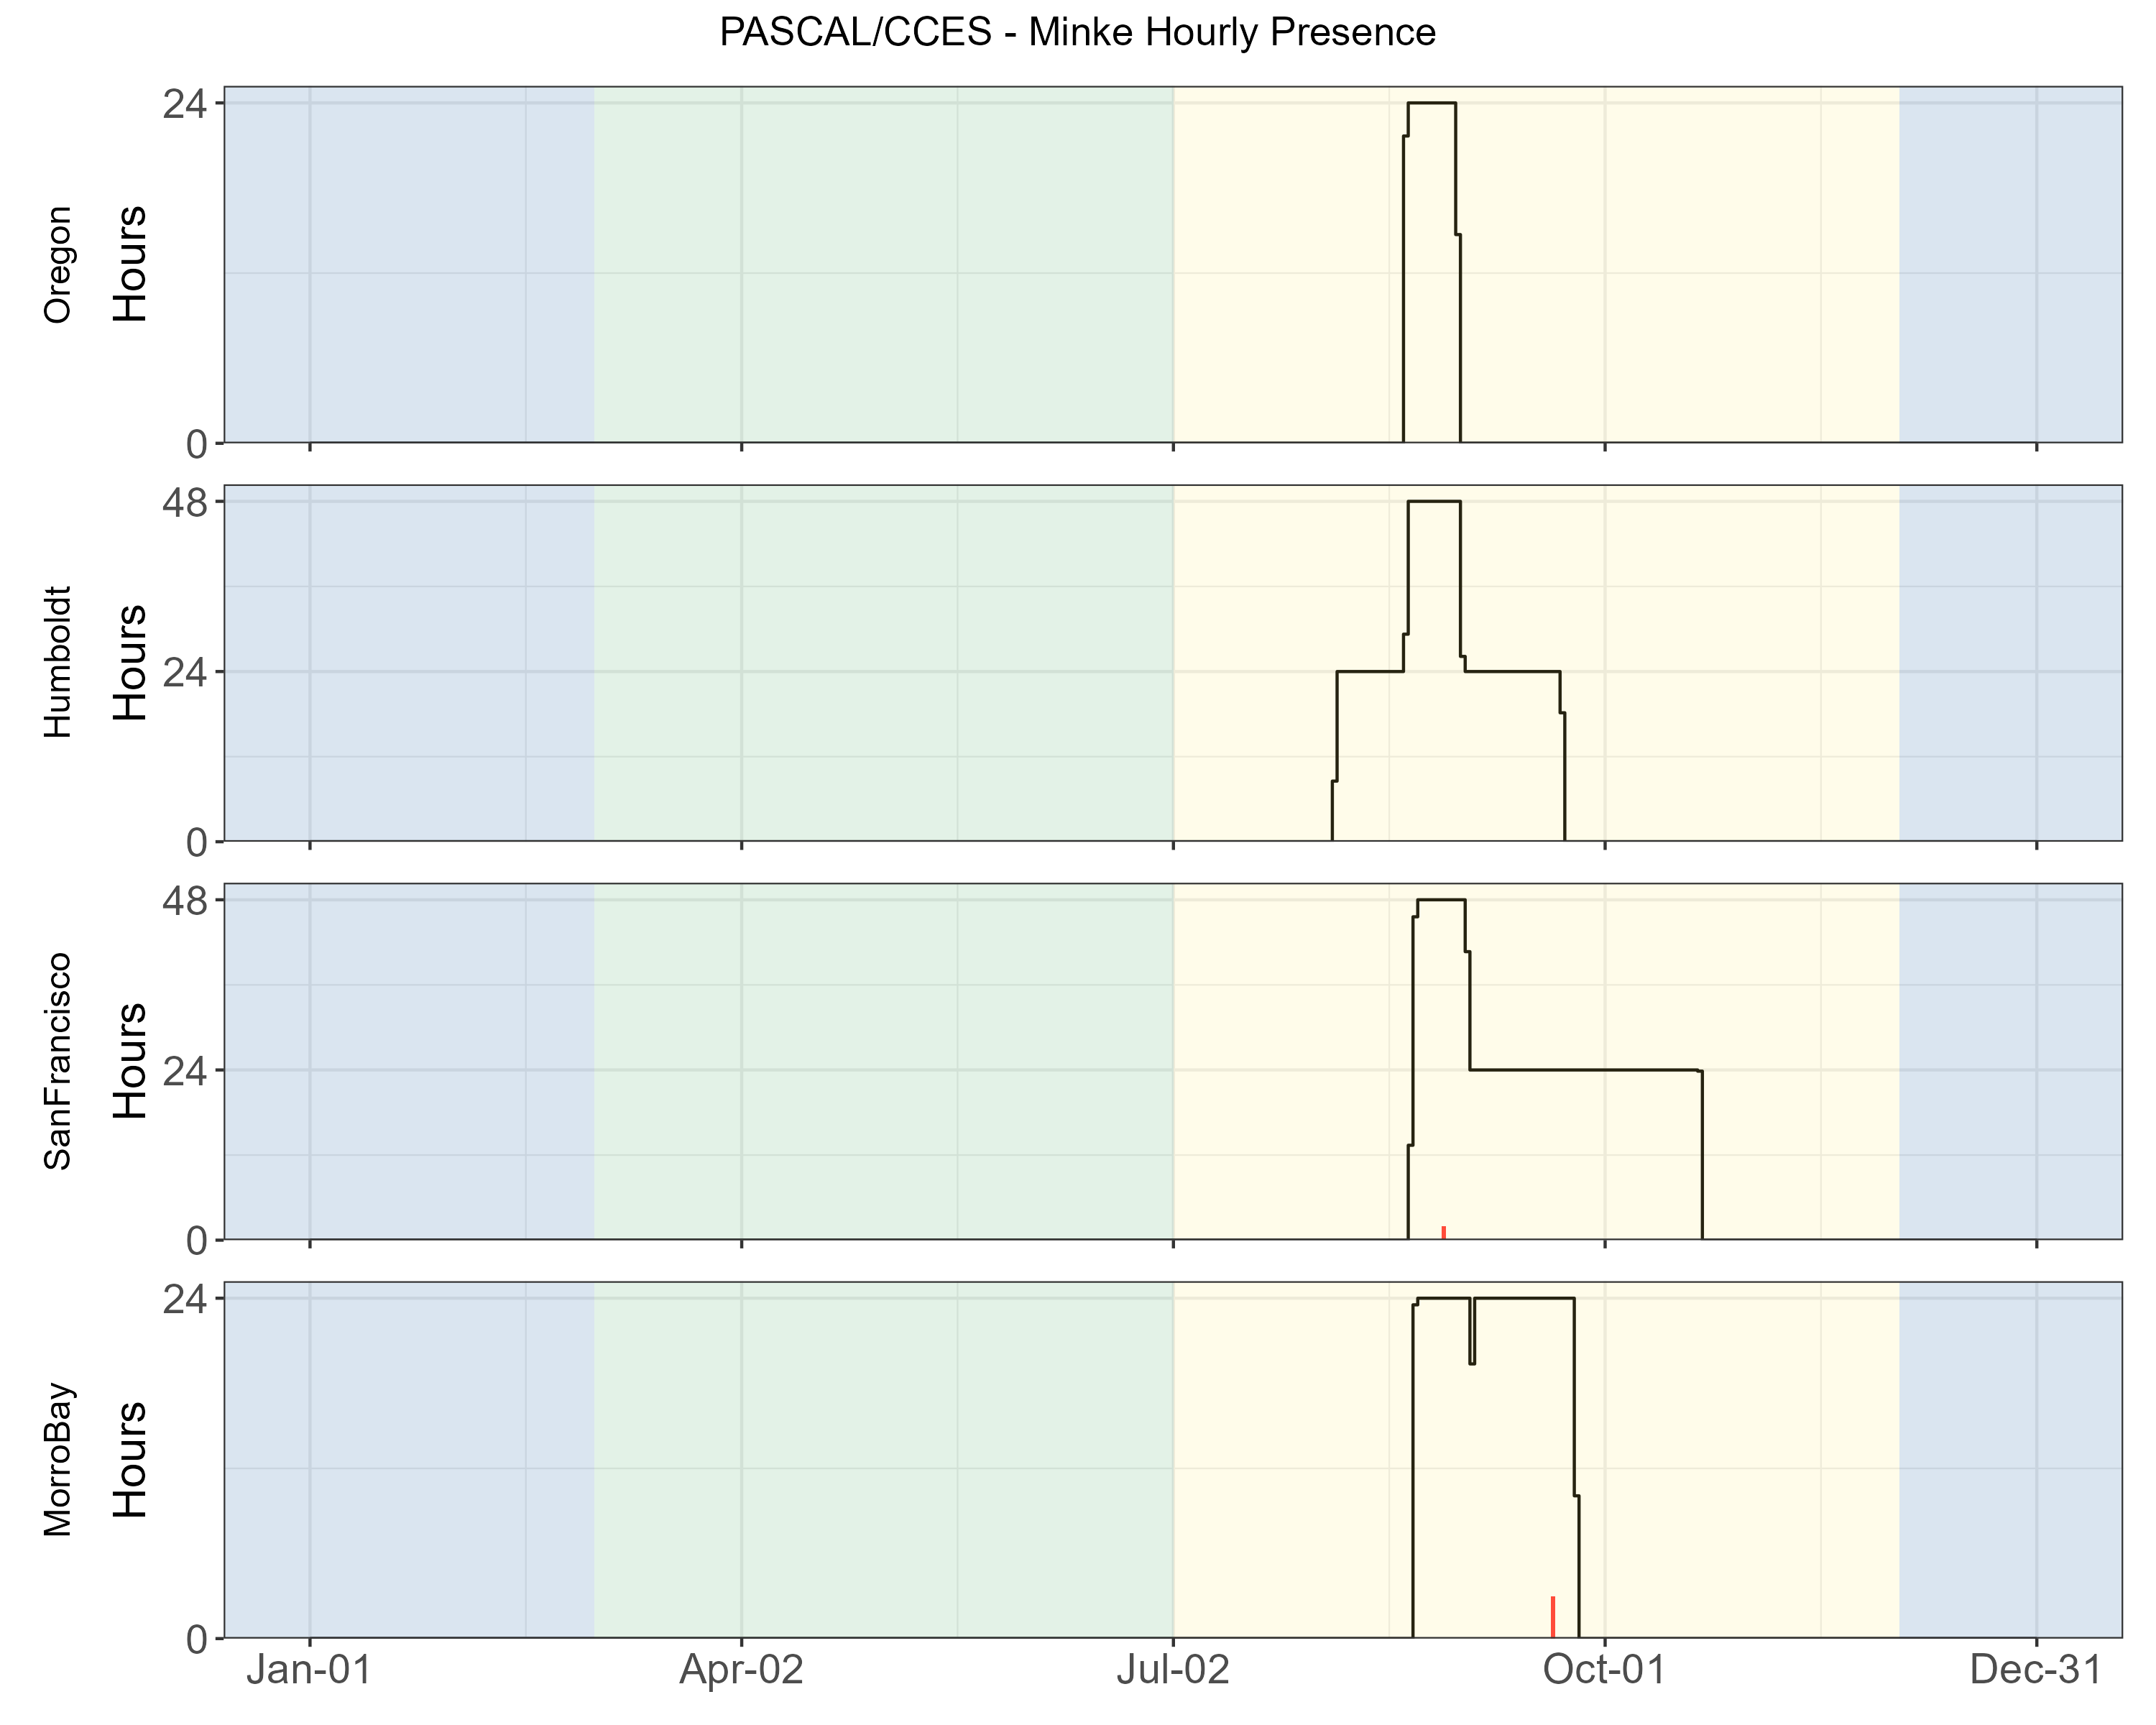 PASCAL/CCES - Minke Hourly Presence
Oregon
Hours
24
0
Humboldt
Hours
48
24
0
SanFrancisco
Hours
48
24
0
MorroBay
Hours
24
0
Jan-01 Apr-02 Jul-02 Oct-01 Dec-31